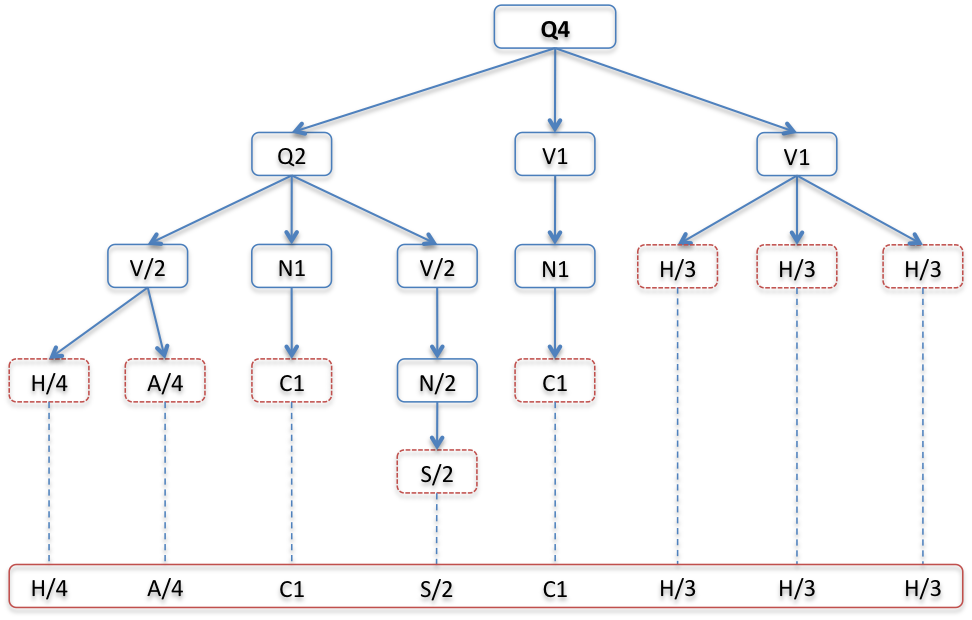 Q4
Q2 V1 V1
V/2 N1 V/2 N1 H/3 H/3 H/3
H/4 A/4 C1 N/2 C1
S/2
H/4 A/4 C1 S/2 C1 H/3 H/3 H/3